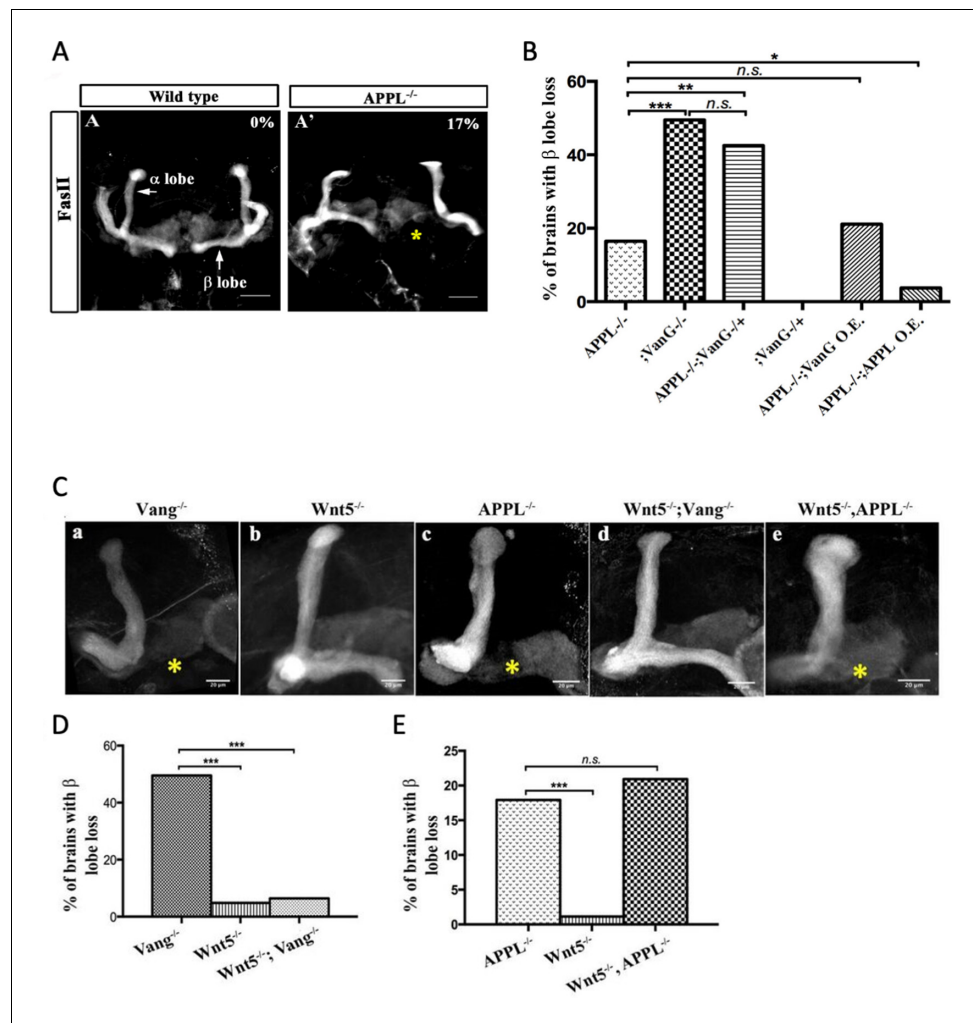 A
Wild type
APPL-/-
FasII
A
0%
α lobe
β lobe
A'
17%
*
B
% of brains with β lobe loss
60
40
20
0
*
n.s.
**
***
n.s.
APPL-/-
;VanG-/-
APPL-/-;VanG-/+
;VanG-/+
APPL-/-;VanG O.E.
APPL-/-;APPL O.E.
C
Vang-/-
Wnt5-/-
APPL-/-
Wnt5-/-;Vang-/-
Wnt5-/-,APPL-/-
a
*
20 μm
b
20 μm
c
*
20 μm
d
20 μm
e
*
20 μm
D
% of brains with β
lobe loss
60
40
20
0
***
***
Vang-/-
Wnt5-/-
Wnt5-/-; Vang-/-
E
% of brains with β
lobe loss
25
20
15
10
5
0
n.s.
***
APPL-/-
Wnt5-/-
Wnt5-/-, APPL-/-